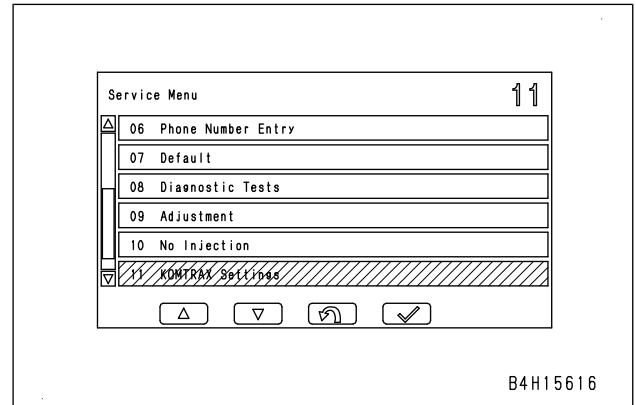 Service Menu 11
06 Phone Number Entry
07 Default
08 Diagnostic Tests
09 Adjustment
10 No Injection
11 KOMTRAX Settings
B4H15616